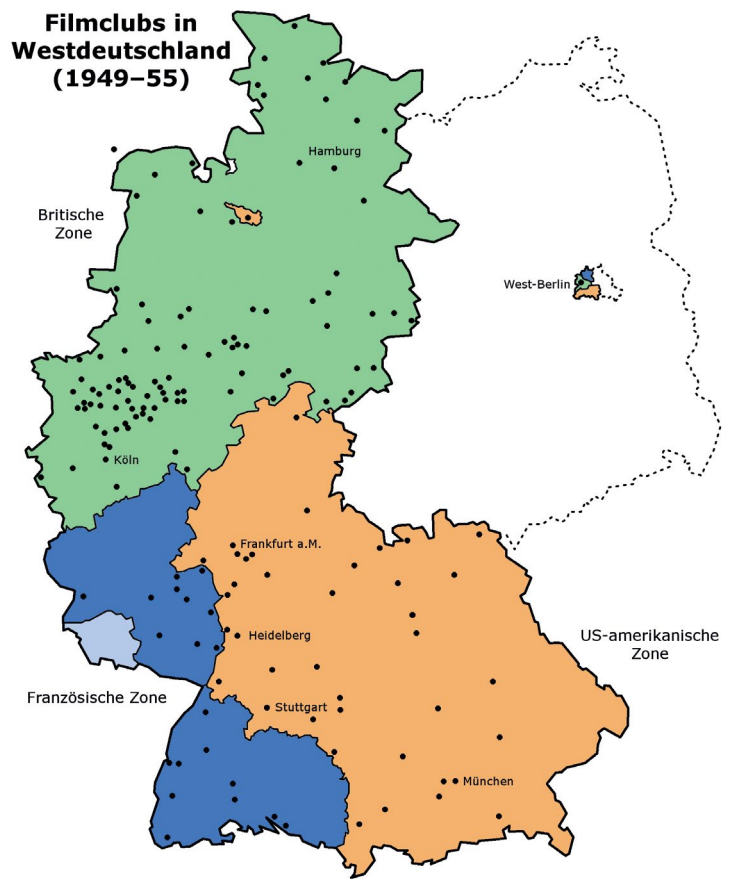 Filmclubs in
Westdeutschland
(1949–55)
Hamburg
Britische
Zone
West-Berlin
Köln
Frankfurt a.M.
Heidelberg
US-amerikanische
Zone
Französische Zone
Stuttgart
München